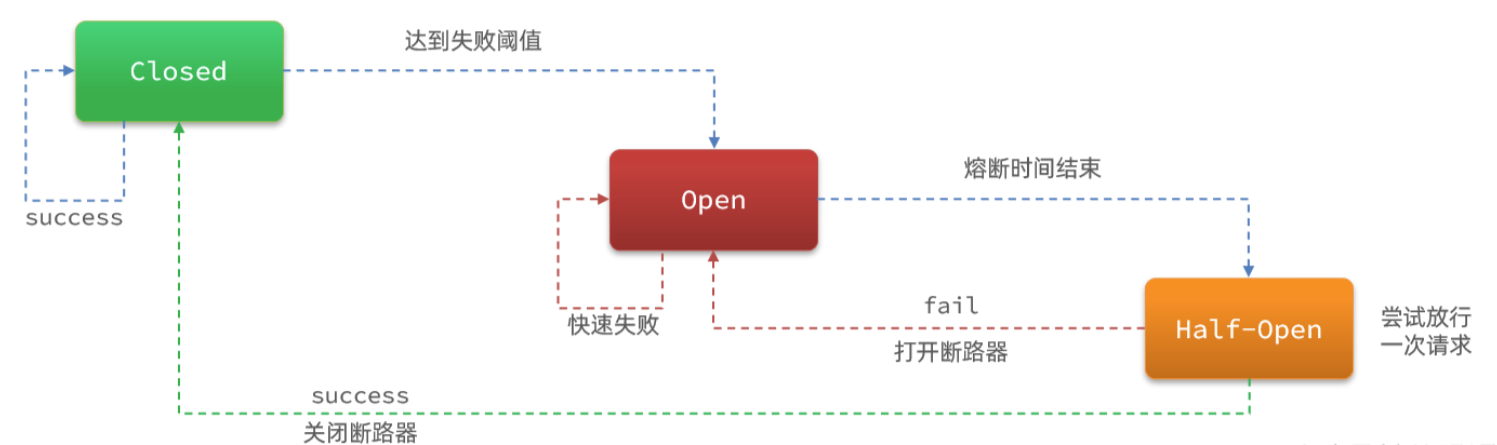 Closed
达到失败阈值
success
Open
熔断时间结束
快速失败
fail
打开断路器
Half-Open
尝试放行
一次请求
success
关闭断路器